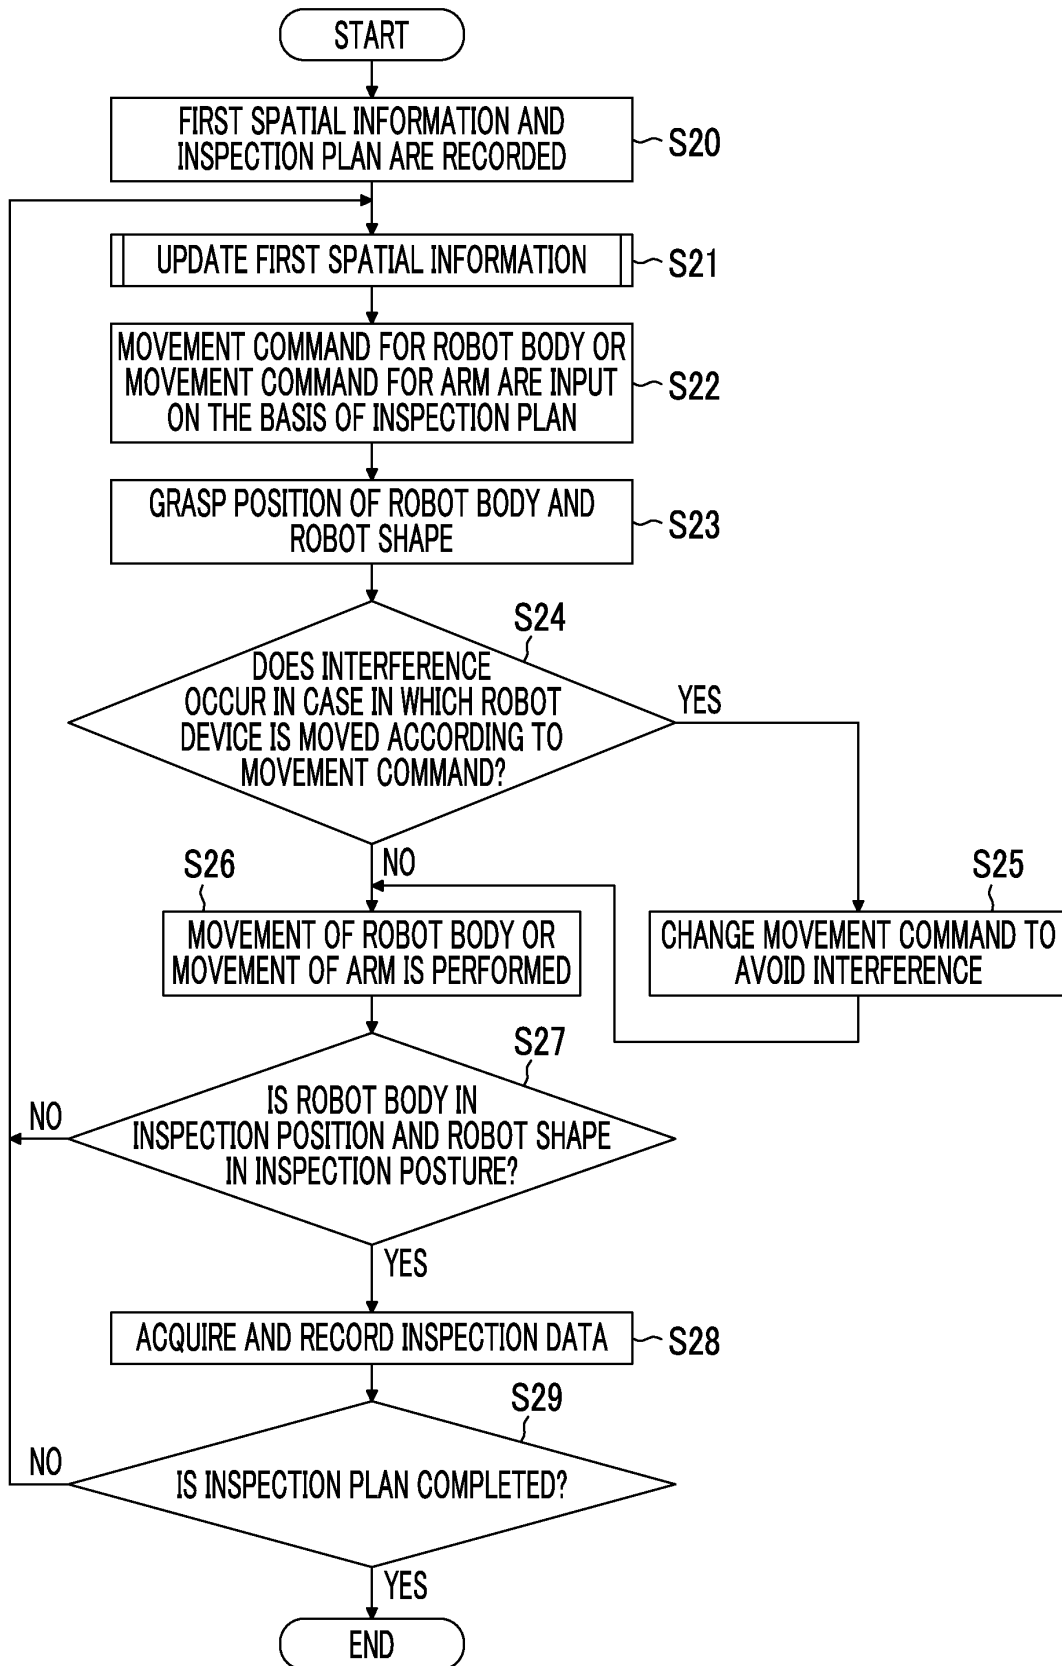 START
FIRST SPATIAL INFORMATION AND
INSPECTION PLAN ARE RECORDED
S20
UPDATE FIRST SPATIAL INFORMATION
S21
MOVEMENT COMMAND FOR ROBOT BODY OR
MOVEMENT COMMAND FOR ARM ARE INPUT
ON THE BASIS OF INSPECTION PLAN
S22
GRASP POSITION OF ROBOT BODY AND
ROBOT SHAPE
S23
S24
DOES INTERFERENCE
OCCUR IN CASE IN WHICH ROBOT
DEVICE IS MOVED ACCORDING TO
MOVEMENT COMMAND?
YES
NO
S25
CHANGE MOVEMENT COMMAND TO
AVOID INTERFERENCE
S26
MOVEMENT OF ROBOT BODY OR
MOVEMENT OF ARM IS PERFORMED
S27
IS ROBOT BODY IN
INSPECTION POSITION AND ROBOT SHAPE
IN INSPECTION POSTURE?
NO
YES
ACQUIRE AND RECORD INSPECTION DATA
S28
S29
IS INSPECTION PLAN COMPLETED?
NO
YES
END